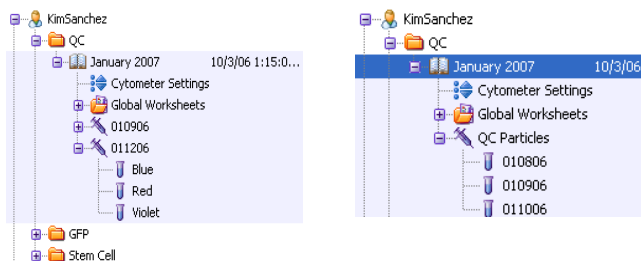 KimSanchez
QC
January 2007 10/3/06 1:15:0...
Cytometer Settings
Global Worksheets
010906
011206
Blue
Red
Violet
GFP
Stem Cell
KimSanchez
QC
January 2007 10/3/06
Cytometer Settings
Global Worksheets
QC Particles
010806
010906
011006